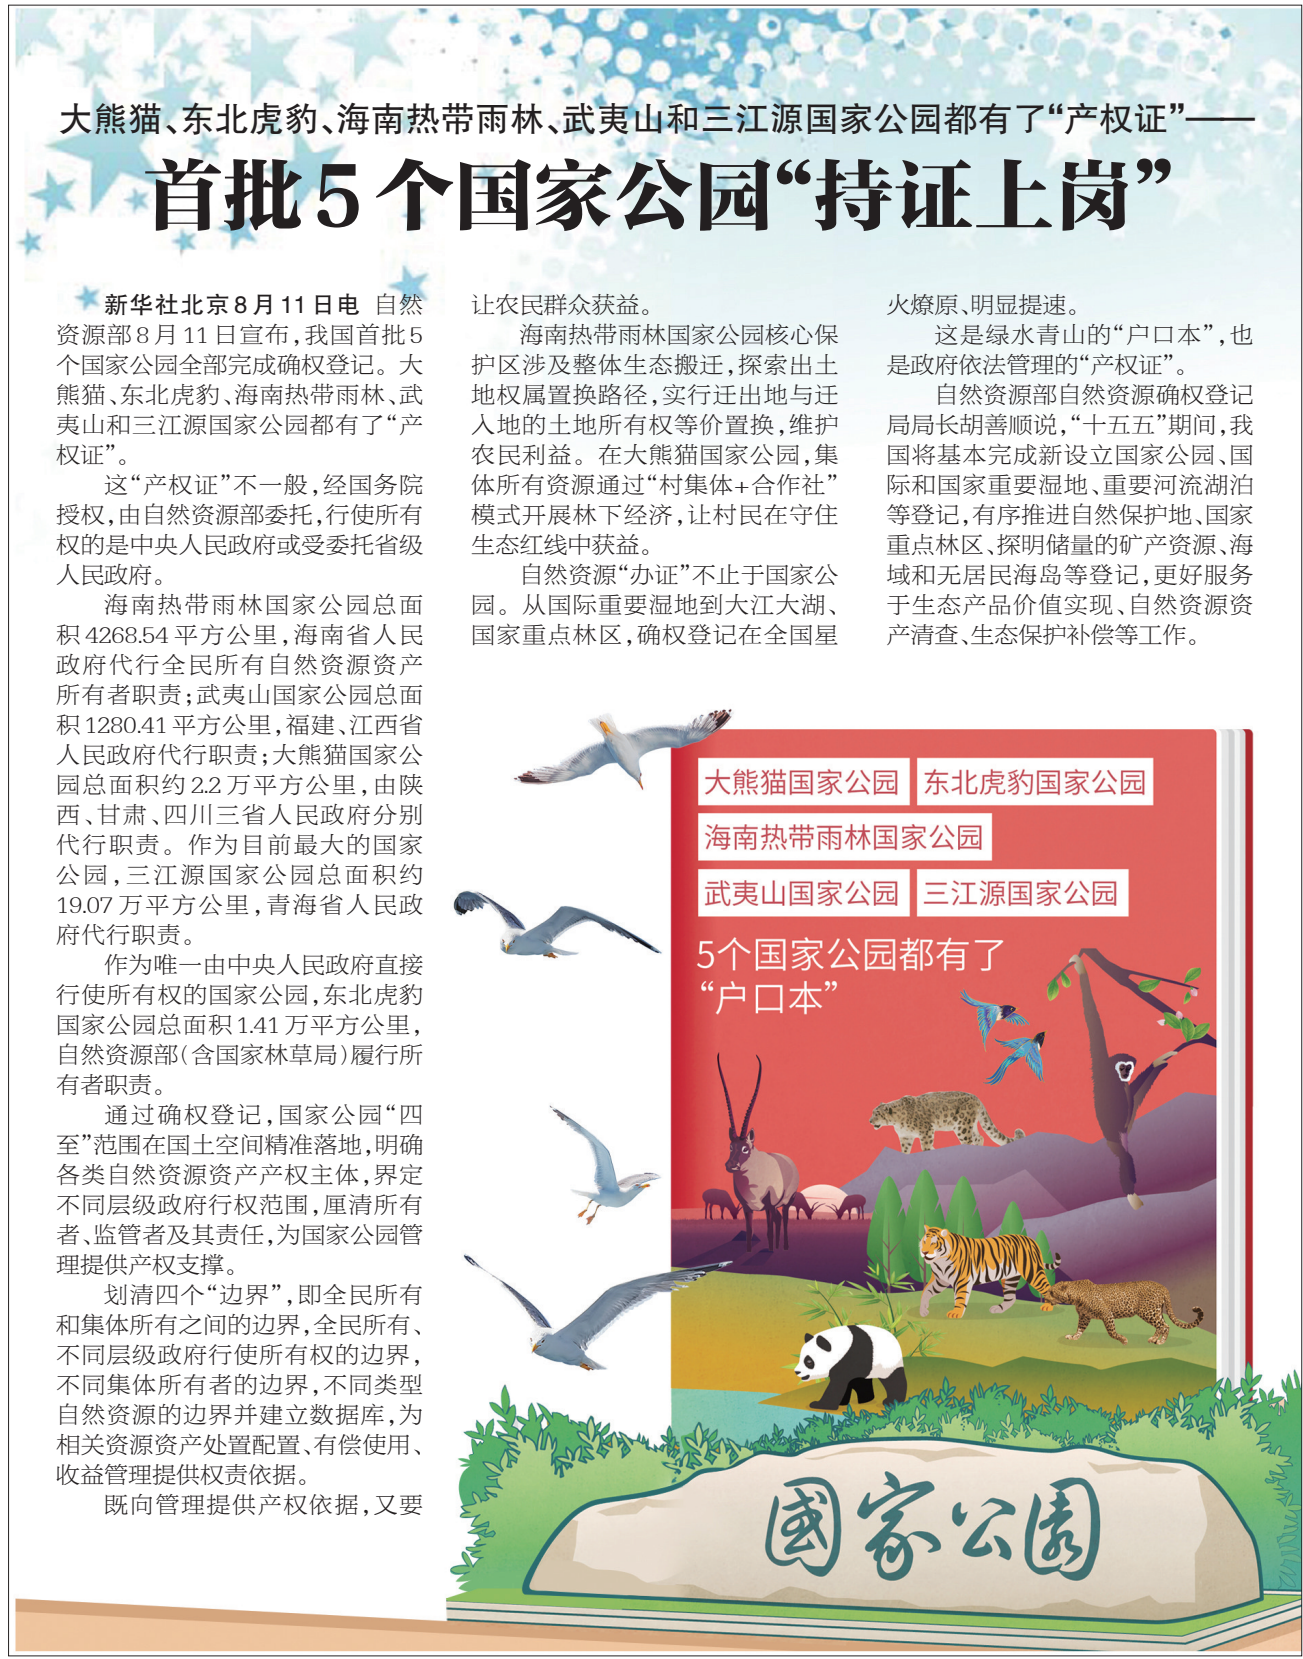 大熊猫、东北虎豹、海南热带雨林、武夷山和三江源国家公园都有了“产权证”——
首批5个国家公园“持证上岗”
新华社北京8月11日电 自然
资源部8月11日宣布,我国首批5
个国家公园全部完成确权登记。大
熊猫、东北虎豹、海南热带雨林、武
夷山和三江源国家公园都有了“产
权证”。
这“产权证”不一般,经国务院
授权,由自然资源部委托,行使所有
权的是中央人民政府或受委托省级
人民政府。
海南热带雨林国家公园总面
积4268.54平方公里,海南省人民
政府代行全民所有自然资源资产
所有者职责;武夷山国家公园总面
积1280.41平方公里,福建、江西省
人民政府代行职责;大熊猫国家公
园总面积约2.2万平方公里,由陕
西、甘肃、四川三省人民政府分别
代行职责。作为目前最大的国家
公园,三江源国家公园总面积约
19.07万平方公里,青海省人民政
府代行职责。
作为唯一由中央人民政府直接
行使所有权的国家公园,东北虎豹
国家公园总面积1.41万平方公里,
自然资源部(含国家林草局)履行所
有者职责。
通过确权登记,国家公园“四
至”范围在国土空间精准落地,明确
各类自然资源资产产权主体,界定
不同层级政府行权范围,厘清所有
者、监管者及其责任,为国家公园管
理提供产权支撑。
划清四个“边界”,即全民所有
和集体所有之间的边界,全民所有、
不同层级政府行使所有权的边界,
不同集体所有者的边界,不同类型
自然资源的边界并建立数据库,为
相关资源资产处置配置、有偿使用、
收益管理提供权责依据。
既向管理提供产权依据,又要
让农民群众获益。
海南热带雨林国家公园核心保
护区涉及整体生态搬迁,探索出土
地权属置换路径,实行迁出地与迁
入地的土地所有权等价置换,维护
农民利益。在大熊猫国家公园,集
体所有资源通过“村集体+合作社”
模式开展林下经济,让村民在守住
生态红线中获益。
自然资源“办证”不止于国家公
园。从国际重要湿地到大江大湖、
国家重点林区,确权登记在全国星
火燎原、明显提速。
这是绿水青山的“户口本”,也
是政府依法管理的“产权证”。
自然资源部自然资源确权登记
局局长胡善顺说,“十五五”期间,我
国将基本完成新设立国家公园、国
际和国家重要湿地、重要河流湖泊
等登记,有序推进自然保护地、国家
重点林区、探明储量的矿产资源、海
域和无居民海岛等登记,更好服务
于生态产品价值实现、自然资源资
产清查、生态保护补偿等工作。
大熊猫国家公园 东北虎豹国家公园
海南热带雨林国家公园
武夷山国家公园 三江源国家公园
5个国家公园都有了
“户口本”
國家公園